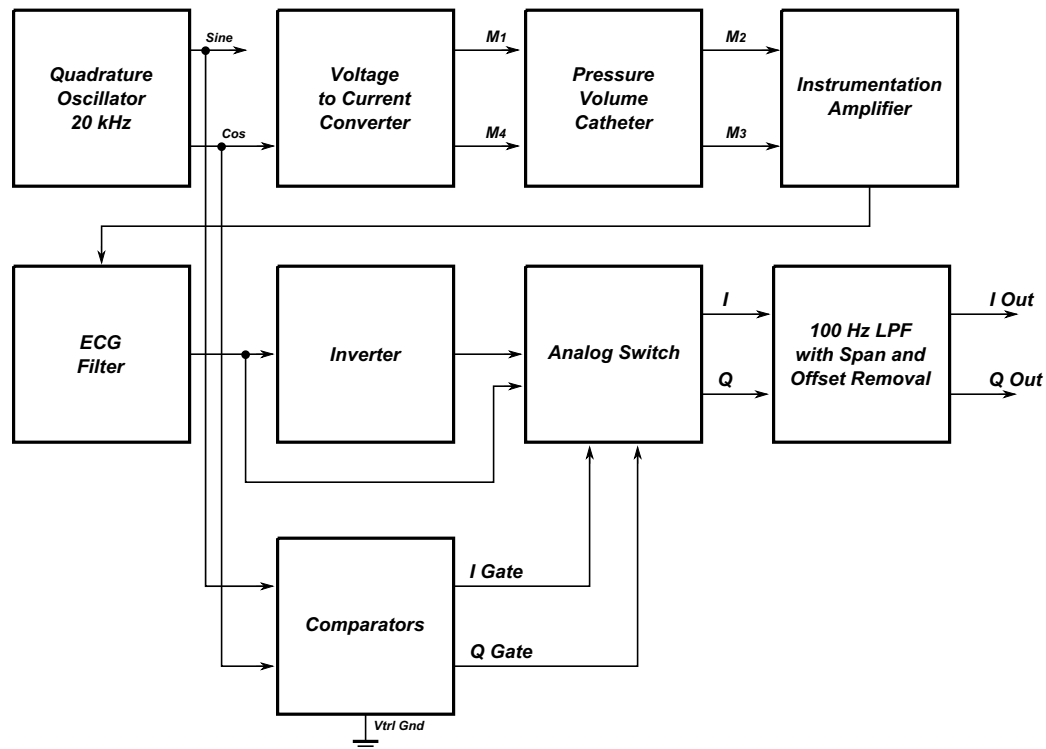 Quadrature
Oscillator
20 kHz
Sine
Cos
Voltage
to Current
Converter
M1
M4
Pressure
Volume
Catheter
M2
M3
Instrumentation
Amplifier
ECG
Filter
Inverter
Analog Switch
I
Q
100 Hz LPF
with Span and
Offset Removal
I Out
Q Out
Comparators
I Gate
Q Gate
Vtrl Gnd